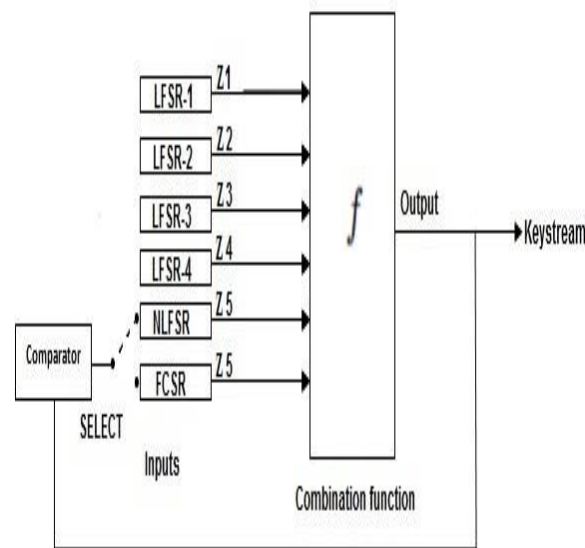 LFSR-1
Z1
LFSR-2
Z2
LFSR-3
Z3
LFSR-4
Z4
NLFSR
Z5
FCSR
Z5
f
Output
Keystream
Comparator
SELECT
Inputs
Combination function